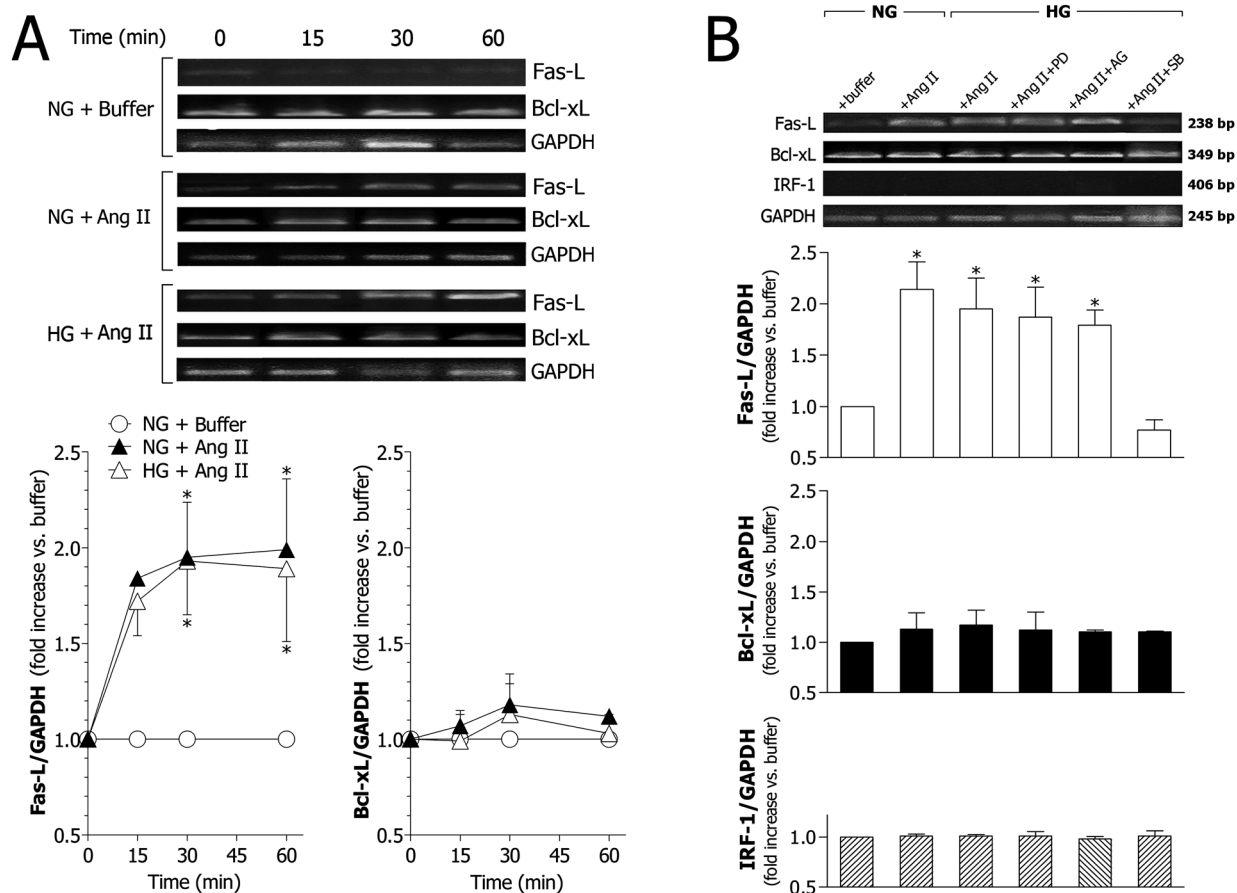 A
Time (min) 0 15 30 60
NG + Buffer
Fas-L
Bcl-xL
GAPDH
NG + Ang II
Fas-L
Bcl-xL
GAPDH
HG + Ang II
Fas-L
Bcl-xL
GAPDH
NG + Buffer
NG + Ang II
HG + Ang II
Fas-L/GAPDH (fold increase vs. buffer)
2.5
2.0
1.5
1.0
0.5
* *
* *
0 15 30 45 60
Time (min)
Bcl-xL/GAPDH (fold increase vs. buffer)
2.5
2.0
1.5
1.0
0.5
0 15 30 45 60
Time (min)
B
NG HG
+buffer +Ang II +Ang II +Ang II+PD +Ang II+AG +Ang II+SB
Fas-L 238 bp
Bcl-xL 349 bp
IRF-1 406 bp
GAPDH 245 bp
Fas-L/GAPDH
(fold increase vs. buffer)
2.5
2.0
1.5
1.0
0.5
* * * *
Bcl-xL/GAPDH
(fold increase vs. buffer)
2.5
2.0
1.5
1.0
0.5
IRF-1/GAPDH
(fold increase vs. buffer)
1.0
0.5